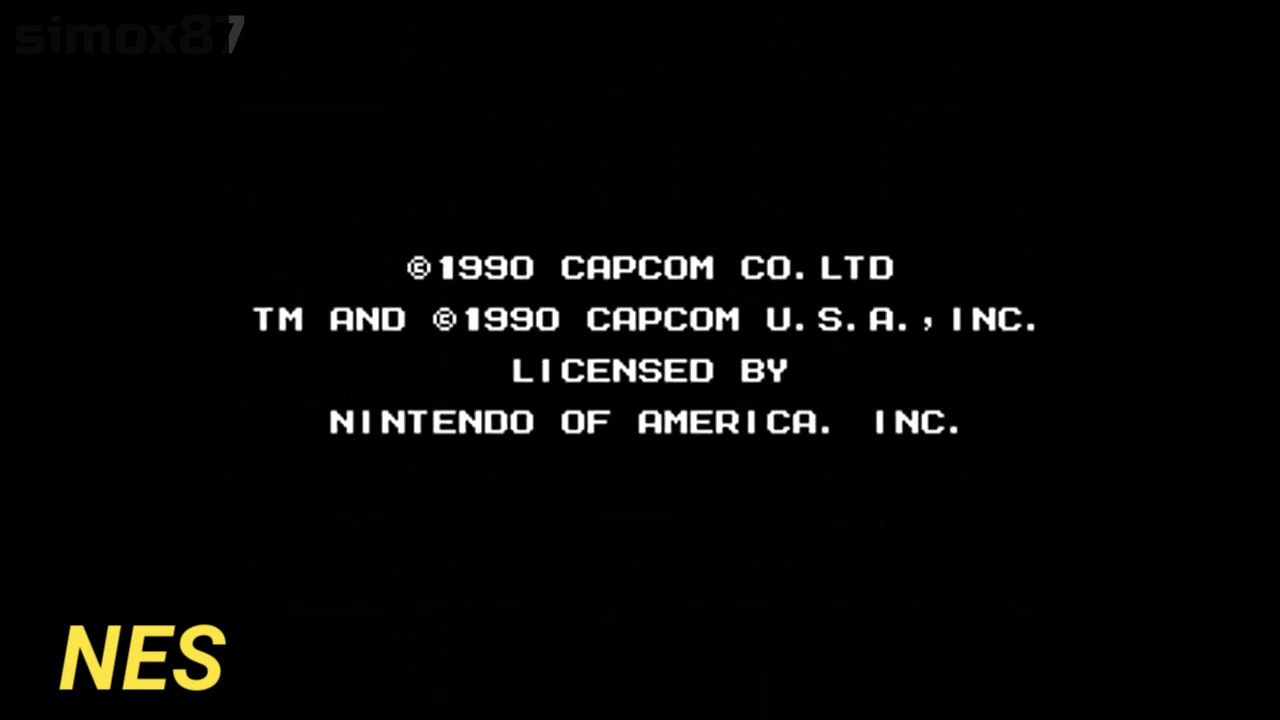 simox87
©1990 CAPCOM CO.LTD
TM AND ©1990 CAPCOM U.S.A.,INC.
LICENSED BY
NINTENDO OF AMERICA. INC.
NES